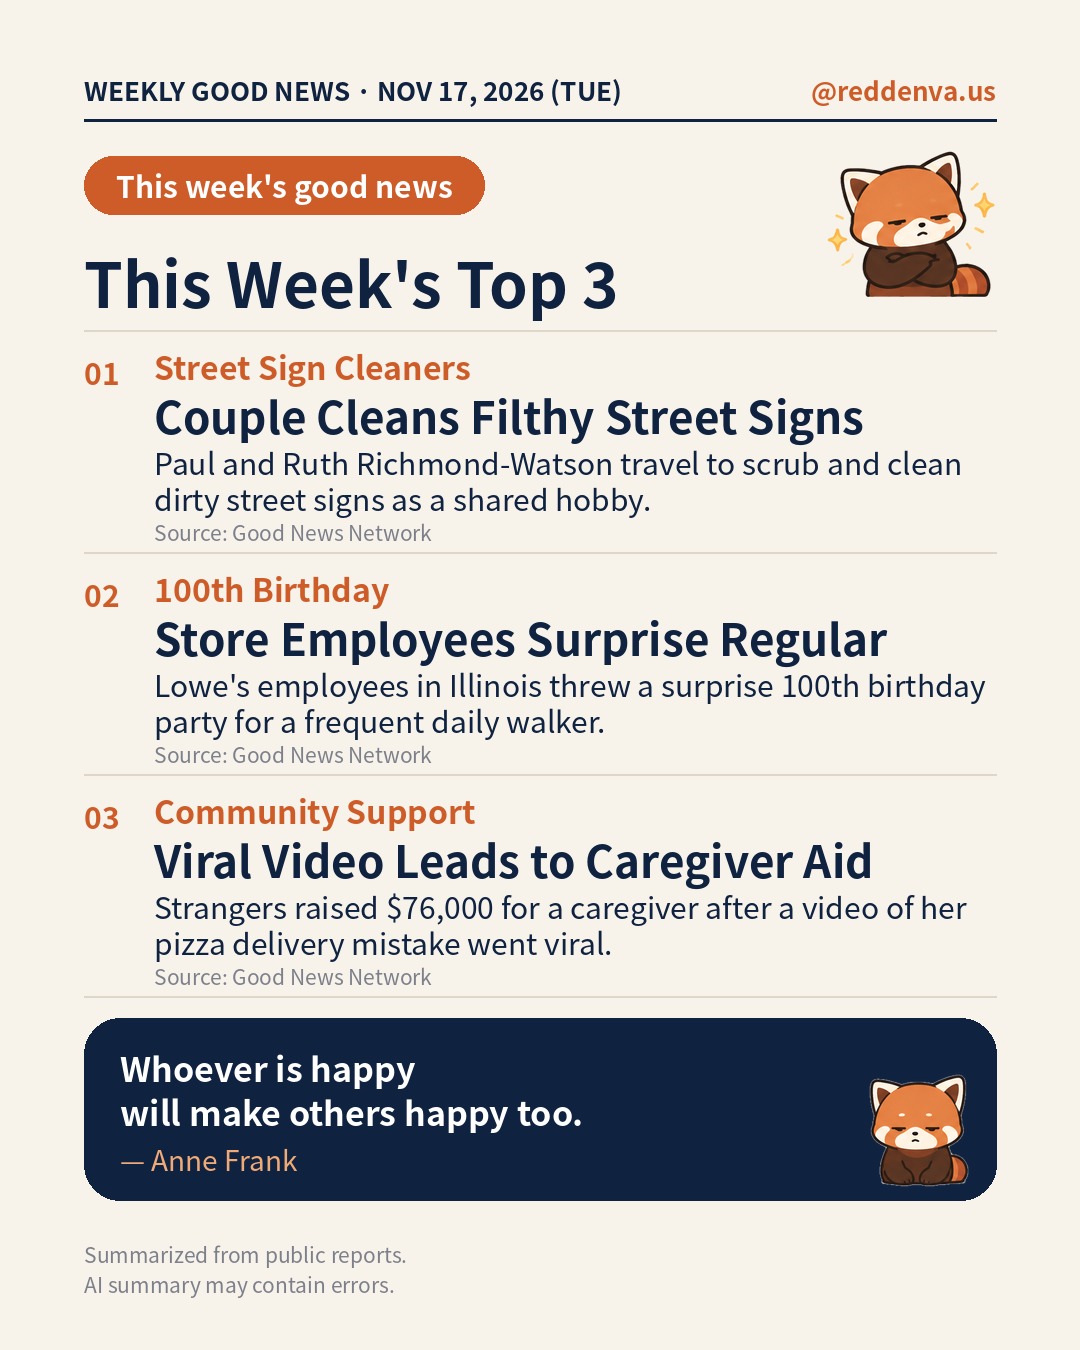 WEEKLY GOOD NEWS · NOV 17, 2026 (TUE)
@reddenva.us
This week's good news
This Week's Top 3
01
Street Sign Cleaners
Couple Cleans Filthy Street Signs
Paul and Ruth Richmond-Watson travel to scrub and clean
dirty street signs as a shared hobby.
Source: Good News Network
02
100th Birthday
Store Employees Surprise Regular
Lowe's employees in Illinois threw a surprise 100th birthday
party for a frequent daily walker.
Source: Good News Network
03
Community Support
Viral Video Leads to Caregiver Aid
Strangers raised $76,000 for a caregiver after a video of her
pizza delivery mistake went viral.
Source: Good News Network
Whoever is happy
will make others happy too.
— Anne Frank
Summarized from public reports.
AI summary may contain errors.